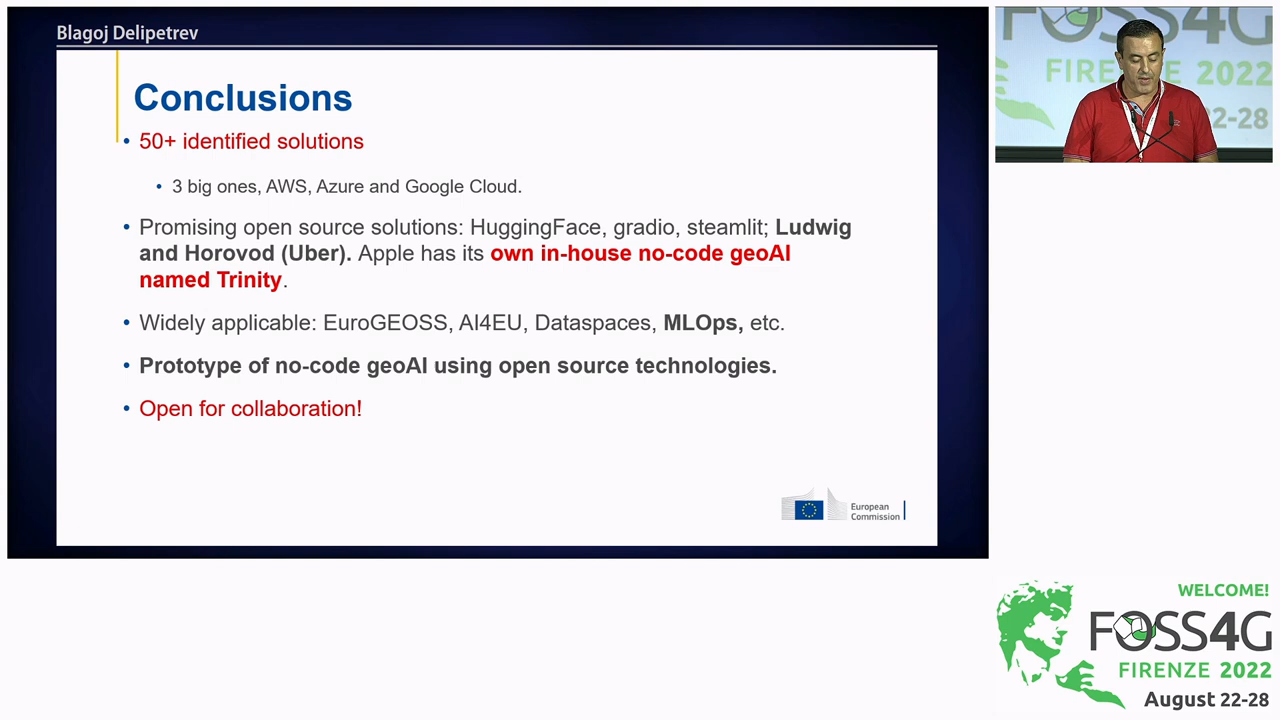 Blagoj Delipetrev
Conclusions
• 50+ identified solutions
• 3 big ones, AWS, Azure and Google Cloud.
• Promising open source solutions: HuggingFace, gradio, steamlit; Ludwig
and Horovod (Uber). Apple has its own in-house no-code geoAI
named Trinity.
• Widely applicable: EuroGEOSS, AI4EU, Dataspaces, MLOps, etc.
• Prototype of no-code geoAI using open source technologies.
• Open for collaboration!
European
Commission
FOSS4G
FIRENZE 2022
22-28
WELCOME!
FOSS4G
FIRENZE 2022
August 22-28